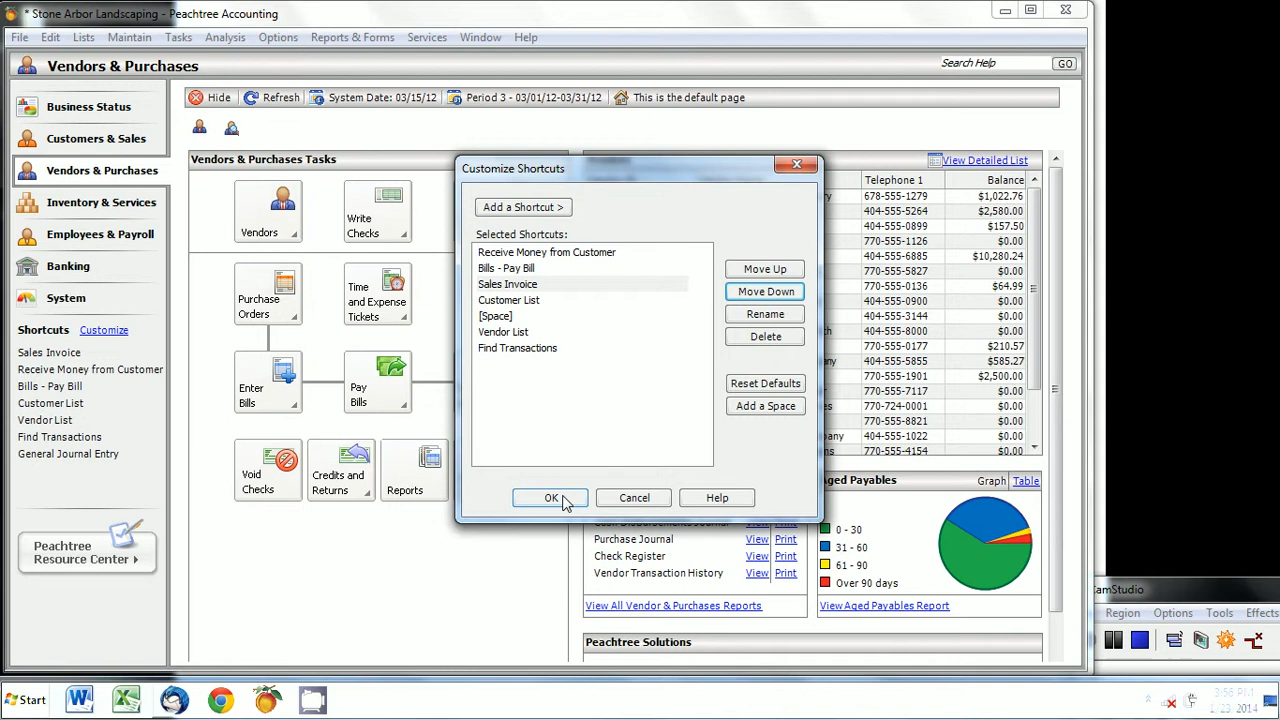 * Stone Arbor Landscaping - Peachtree Accounting
File Edit Lists Maintain Tasks Analysis Options Reports & Forms Services Window Help
Vendors & Purchases
Search Help GO
Hide Refresh System Date: 03/15/12 Period 3 - 03/01/12-03/31/12 This is the default page
Business Status
Customers & Sales
Vendors & Purchases
Inventory & Services
Employees & Payroll
Banking
System
Shortcuts Customize
Sales Invoice
Receive Money from Customer
Bills - Pay Bill
Customer List
Vendor List
Find Transactions
General Journal Entry
Peachtree
Resource Center
Vendors & Purchases Tasks
Vendors
Write
Checks
Purchase
Orders
Time
and Expense
Tickets
Enter
Bills
Pay
Bills
Void
Checks
Credits and
Returns
Reports
Customize Shortcuts
Add a Shortcut >
Selected Shortcuts:
Receive Money from Customer
Bills - Pay Bill
Sales Invoice
Customer List
[Space]
Vendor List
Find Transactions
Move Up
Move Down
Rename
Delete
Reset Defaults
Add a Space
OK Cancel Help
View Detailed List
Telephone 1 Balance
678-555-1279 $1,022.76
404-555-5264 $2,580.00
404-555-0899 $157.50
770-555-1126 $0.00
404-555-6885 $10,280.24
770-555-5827 $0.00
770-555-0136 $64.99
404-555-0900 $0.00
404-555-3144 $0.00
404-555-8000 $0.00
770-555-0217 $210.57
404-555-8271 $585.27
770-555-1901 $2,500.00
770-555-7117 $0.00
770-724-0001 $0.00
770-555-8821 $0.00
404-555-1022 $0.00
770-555-4154 $0.00
Purchase Journal View Print
Check Register View Print
Vendor Transaction History View Print
View All Vendor & Purchases Reports
Aged Payables Graph Table
0 - 30
31 - 60
61 - 90
Over 90 days
View Aged Payables Report
Peachtree Solutions
CamStudio
Region Options Tools Effects
Start
3:56 PM
1/23/2014